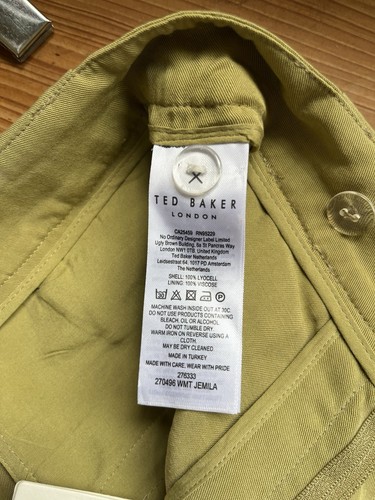 TED BAKER
LONDON
CA25459 RN95229
No Ordinary Designer Label Limited
Ugly Brown Building, 6a St Pancras Way
London NW1 0TB. United Kingdom
Ted Baker Netherlands
Leidsestraat 64, 1017 PD Amsterdam
The Netherlands
SHELL: 100% LYOCELL
LINING: 100% VISCOSE
MACHINE WASH INSIDE OUT AT 30C
DO NOT USE PRODUCTS CONTAINING
BLEACH, OIL OR ALCOHOL
DO NOT TUMBLE DRY.
WARM IRON ON REVERSE USING A
CLOTH
MAY BE DRY CLEANED
MADE IN TURKEY
MADE WITH CARE, WEAR WITH PRIDE
276333
270496 WMT JEMILA